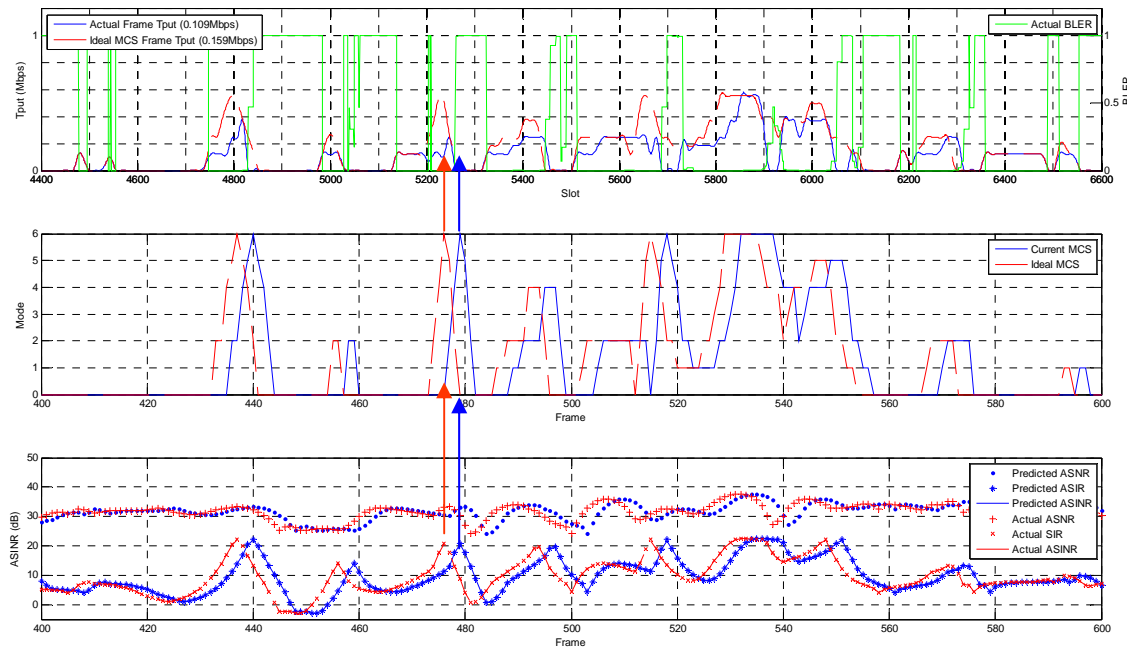 Actual Frame Tput (0.109Mbps)
Ideal MCS Frame Tput (0.159Mbps)
Actual BLER
1
0
Tput (Mbps)
1
0.5
0
BLER
4400 4600 4800 5000 5200 5400 5600 5800 6000 6200 6400 6600
Slot
Current MCS
Ideal MCS
6
5
4
3
2
1
0
Mode
400 420 440 460 480 500 520 540 560 580 600
Frame
Predicted ASNR
Predicted ASIR
Predicted ASINR
Actual ASNR
Actual SIR
Actual ASINR
50
40
30
20
10
0
ASINR (dB)
400 420 440 460 480 500 520 540 560 580 600
Frame